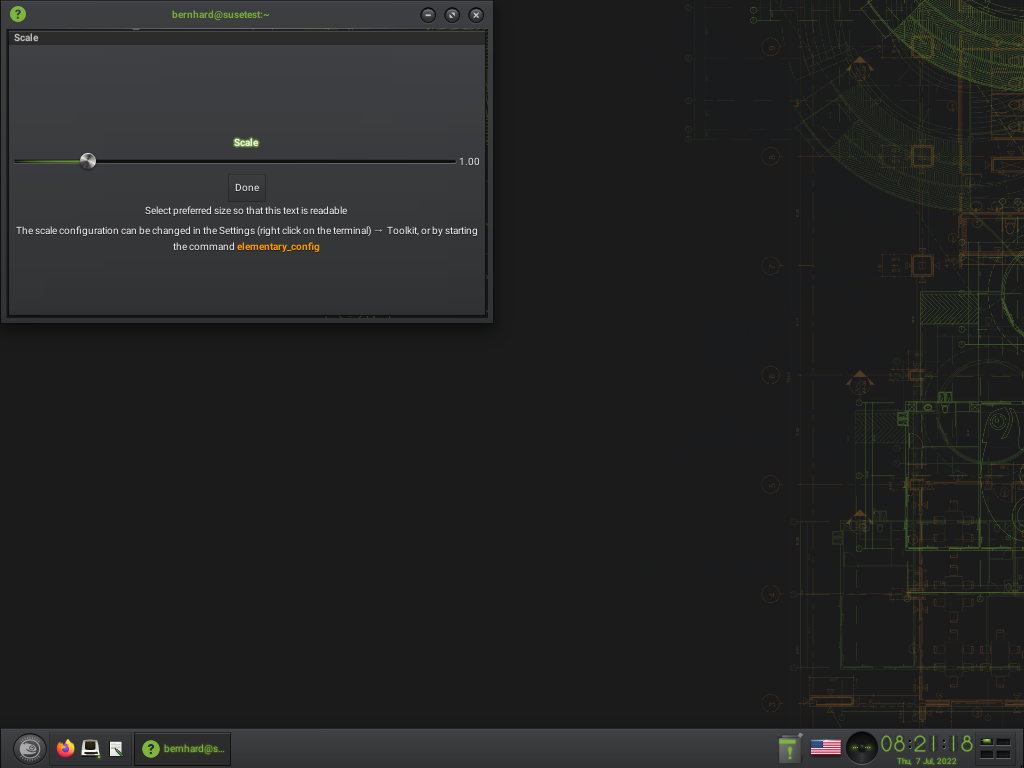 bernhard@susetest:~
Scale
Scale
1.00
Done
Select preferred size so that this text is readable
The scale configuration can be changed in the Settings (right click on the terminal) → Toolkit, or by starting
the command elementary_config
bernhard@s...
08:21:18
Thu, 7 Jul, 2022